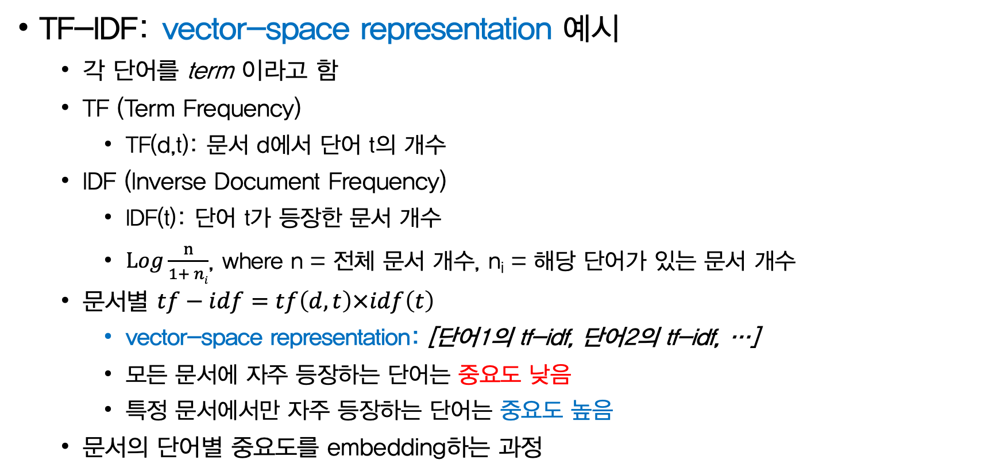 • TF-IDF: vector-space representation 예시
• 각 단어를 term 이라고 함
• TF (Term Frequency)
• TF(d,t): 문서 d에서 단어 t의 개수
• IDF (Inverse Document Frequency)
• IDF(t): 단어 t가 등장한 문서 개수
• Log n/(1+ nᵢ), where n = 전체 문서 개수, nᵢ = 해당 단어가 있는 문서 개수
• 문서별 tf − idf = tf(d,t)×idf(t)
• vector-space representation: [단어1의 tf-idf, 단어2의 tf-idf, …]
• 모든 문서에 자주 등장하는 단어는 중요도 낮음
• 특정 문서에서만 자주 등장하는 단어는 중요도 높음
• 문서의 단어별 중요도를 embedding하는 과정